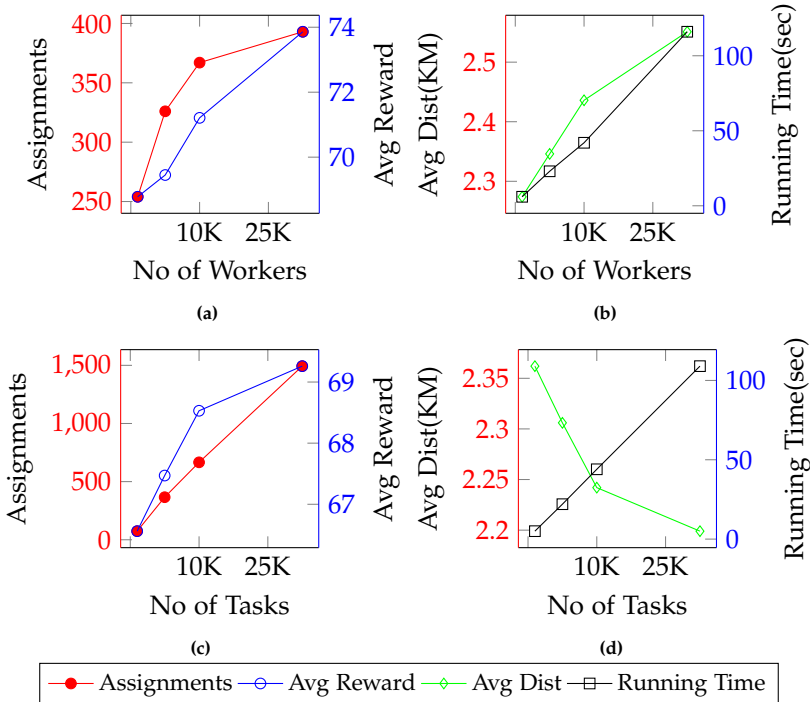 400
350
300
250
Assignments
74
72
70
Avg Reward
10K 25K
No of Workers
(a)
2.5
2.4
2.3
Avg Dist(KM)
100
50
0
Running Time(sec)
10K 25K
No of Workers
(b)
1,500
1,000
500
0
Assignments
69
68
67
Avg Reward
10K 25K
No of Tasks
(c)
2.35
2.3
2.25
2.2
Avg Dist(KM)
100
50
0
Running Time(sec)
10K 25K
No of Tasks
(d)
Assignments Avg Reward Avg Dist Running Time